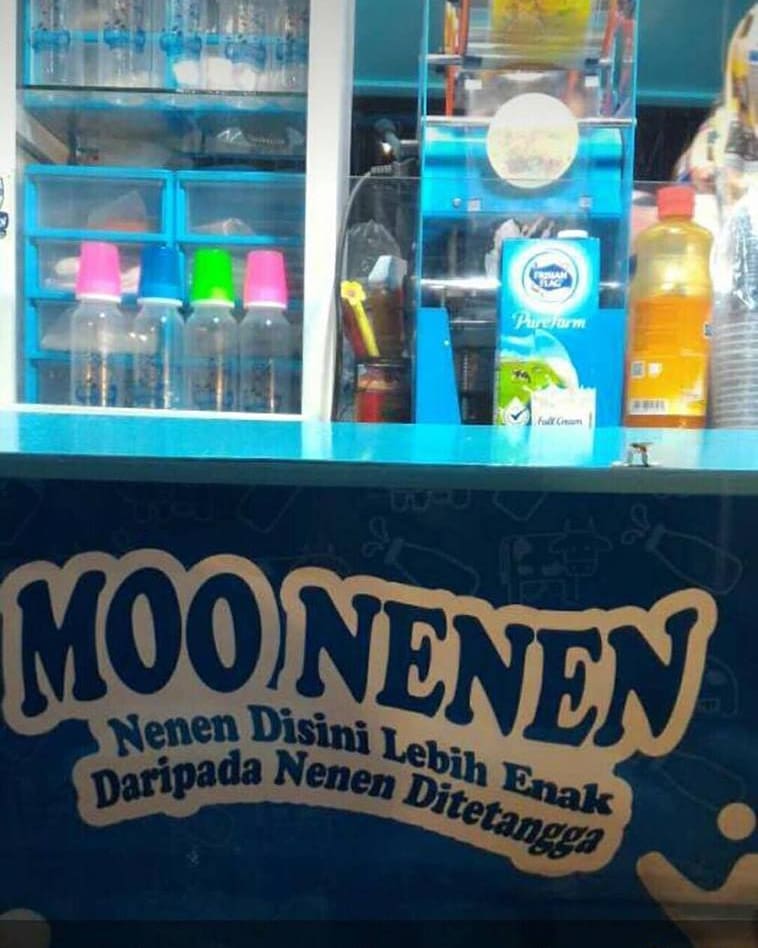 FRISIAN
FLAG
PureFarm
Full Cream
MOO NENEN
Nenen Disini Lebih Enak
Daripada Nenen Ditetangga